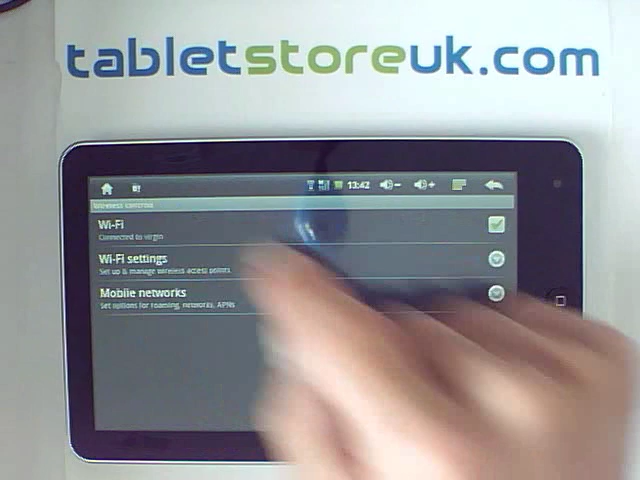 tabletstoreuk.com
13:42
Wireless controls
Wi-Fi
Connected to virgin
Wi-Fi settings
Set up & manage wireless access points
Mobile networks
Set options for roaming, networks, APNs